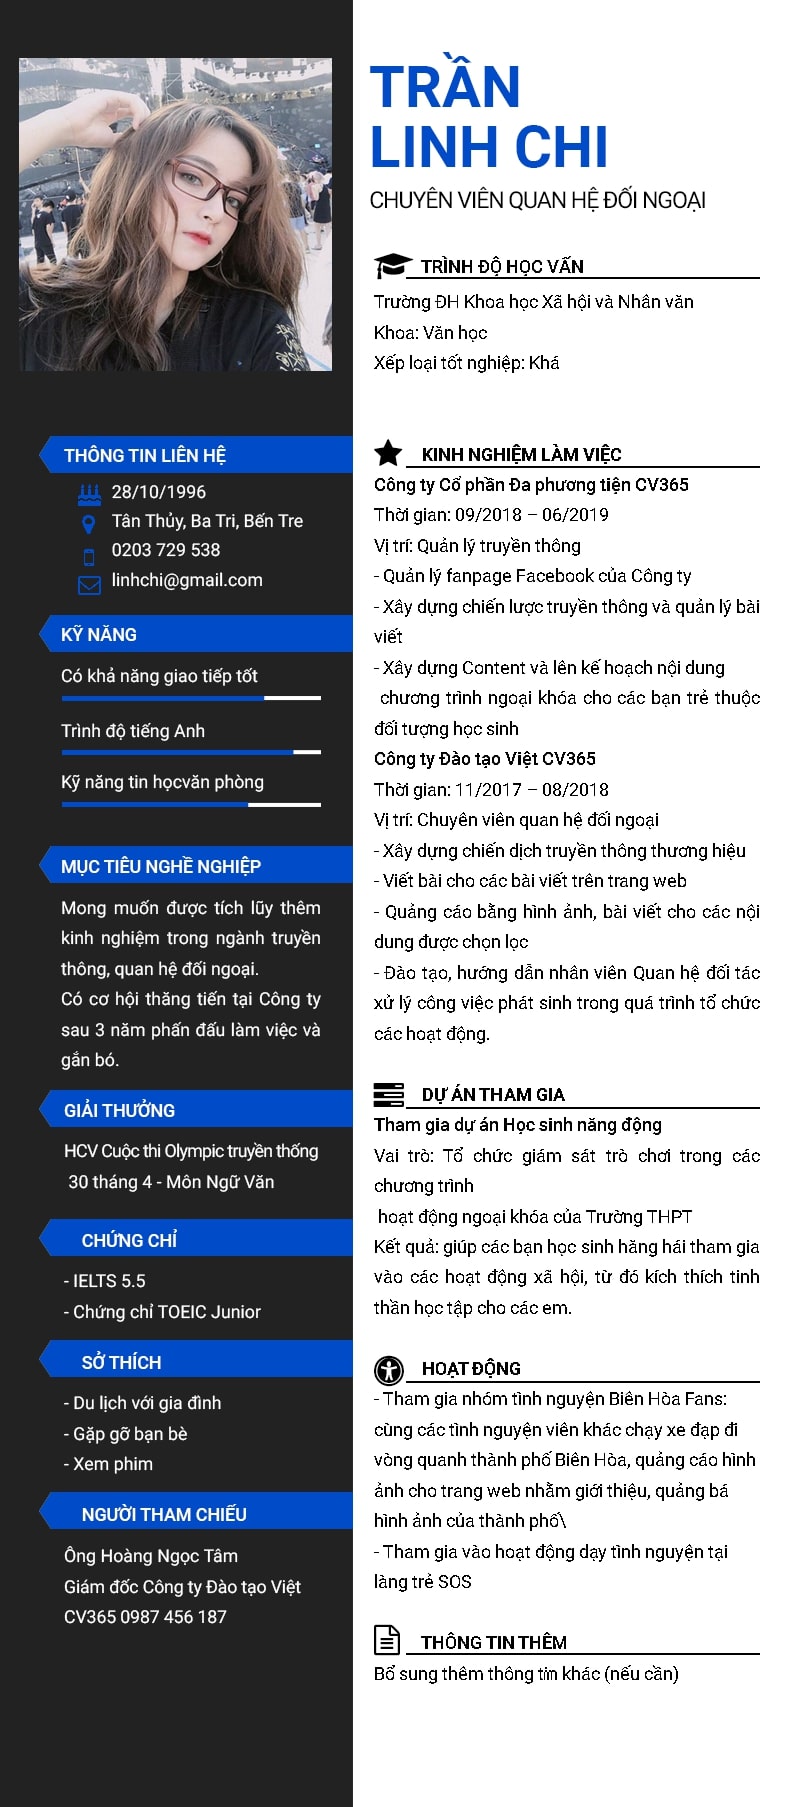 TRẦN
LINH CHI
CHUYÊN VIÊN QUAN HỆ ĐỐI NGOẠI
THÔNG TIN LIÊN HỆ
28/10/1996
Tân Thủy, Ba Tri, Bến Tre
0203 729 538
linhchi@gmail.com
KỸ NĂNG
Có khả năng giao tiếp tốt
Trình độ tiếng Anh
Kỹ năng tin họcvăn phòng
MỤC TIÊU NGHỀ NGHIỆP
Mong muốn được tích lũy thêm
kinh nghiệm trong ngành truyền
thông, quan hệ đối ngoại.
Có cơ hội thăng tiến tại Công ty
sau 3 năm phấn đấu làm việc và
gắn bó.
GIẢI THƯỞNG
HCV Cuộc thi Olympic truyền thống
30 tháng 4 - Môn Ngữ Văn
CHỨNG CHỈ
- IELTS 5.5
- Chứng chỉ TOEIC Junior
SỞ THÍCH
- Du lịch với gia đình
- Gặp gỡ bạn bè
- Xem phim
NGƯỜI THAM CHIẾU
Ông Hoàng Ngọc Tâm
Giám đốc Công ty Đào tạo Việt
CV365 0987 456 187
TRÌNH ĐỘ HỌC VẤN
Trường ĐH Khoa học Xã hội và Nhân văn
Khoa: Văn học
Xếp loại tốt nghiệp: Khá
KINH NGHIỆM LÀM VIỆC
Công ty Cổ phần Đa phương tiện CV365
Thời gian: 09/2018 – 06/2019
Vị trí: Quản lý truyền thông
- Quản lý fanpage Facebook của Công ty
- Xây dựng chiến lược truyền thông và quản lý bài
viết
- Xây dựng Content và lên kế hoạch nội dung
chương trình ngoại khóa cho các bạn trẻ thuộc
đối tượng học sinh
Công ty Đào tạo Việt CV365
Thời gian: 11/2017 – 08/2018
Vị trí: Chuyên viên quan hệ đối ngoại
- Xây dựng chiến dịch truyền thông thương hiệu
- Viết bài cho các bài viết trên trang web
- Quảng cáo bằng hình ảnh, bài viết cho các nội
dung được chọn lọc
- Đào tạo, hướng dẫn nhân viên Quan hệ đối tác
xử lý công việc phát sinh trong quá trình tổ chức
các hoạt động.
DỰ ÁN THAM GIA
Tham gia dự án Học sinh năng động
Vai trò: Tổ chức giám sát trò chơi trong các
chương trình
hoạt động ngoại khóa của Trường THPT
Kết quả: giúp các bạn học sinh hăng hái tham gia
vào các hoạt động xã hội, từ đó kích thích tinh
thần học tập cho các em.
HOẠT ĐỘNG
- Tham gia nhóm tình nguyện Biên Hòa Fans:
cùng các tình nguyện viên khác chạy xe đạp đi
vòng quanh thành phố Biên Hòa, quảng cáo hình
ảnh cho trang web nhằm giới thiệu, quảng bá
hình ảnh của thành phố\
- Tham gia vào hoạt động dạy tình nguyện tại
làng trẻ SOS
THÔNG TIN THÊM
Bổ sung thêm thông tin khác (nếu cần)